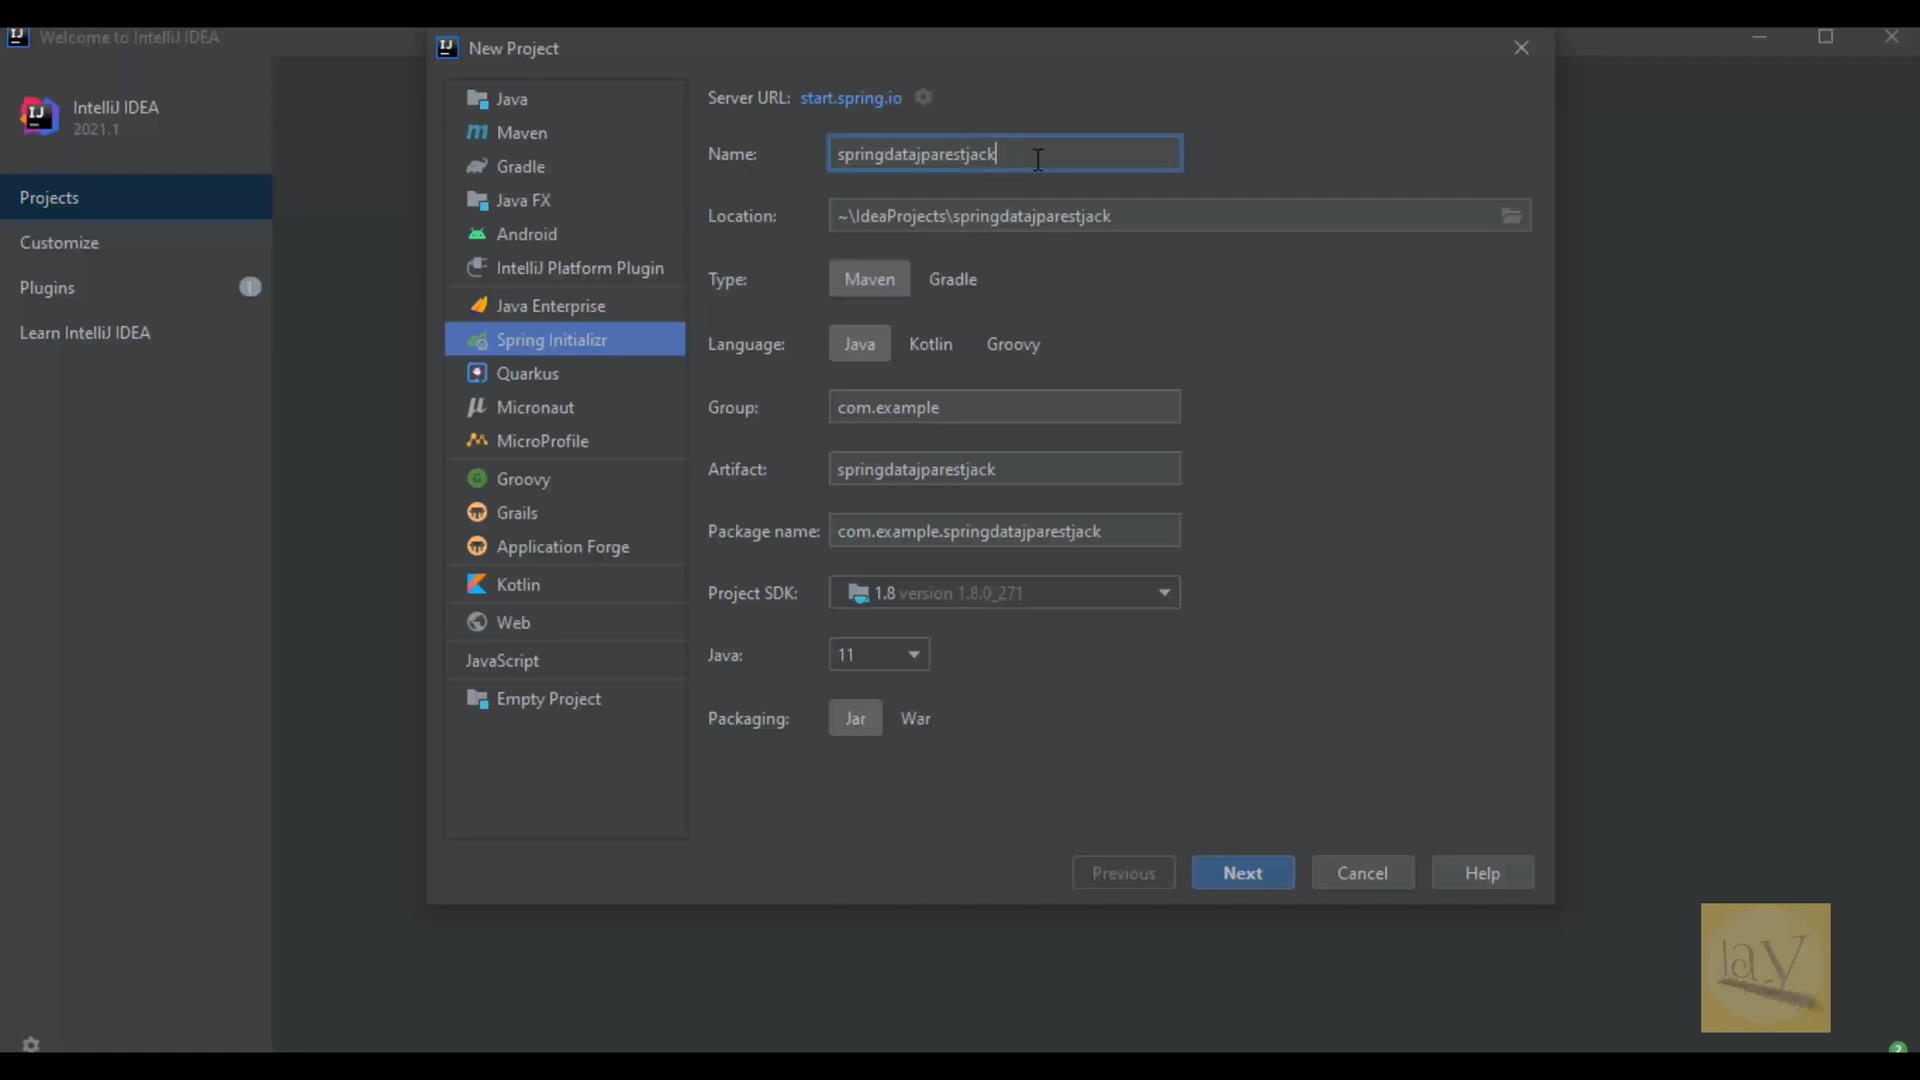 Welcome to IntelliJ IDEA
New Project
IntelliJ IDEA
2021.1
Projects
Customize
Plugins 1
Learn IntelliJ IDEA
Java
Maven
Gradle
Java FX
Android
IntelliJ Platform Plugin
Java Enterprise
Spring Initializr
Quarkus
Micronaut
MicroProfile
Groovy
Grails
Application Forge
Kotlin
Web
JavaScript
Empty Project
Server URL: start.spring.io
Name: springdatajparestjack
Location: ~\IdeaProjects\springdatajparestjack
Type: Maven Gradle
Language: Java Kotlin Groovy
Group: com.example
Artifact: springdatajparestjack
Package name: com.example.springdatajparestjack
Project SDK: 1.8 version 1.8.0_271
Java: 11
Packaging: Jar War
Previous Next Cancel Help